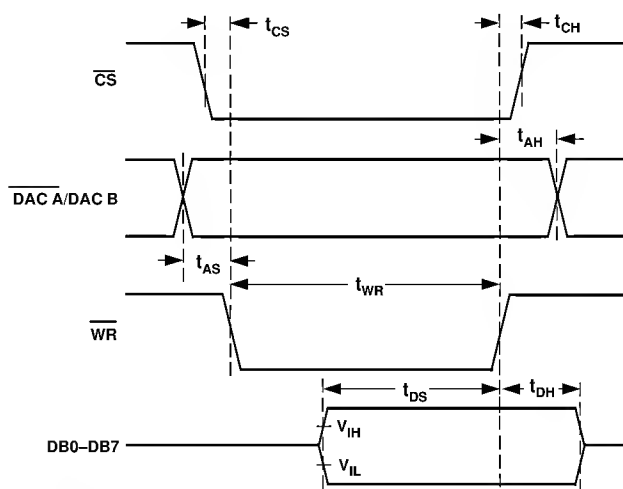 tCS
tCH
CS
tAH
DAC A/DAC B
tAS
tWR
WR
tDS
tDH
VIH
DB0–DB7
VIL